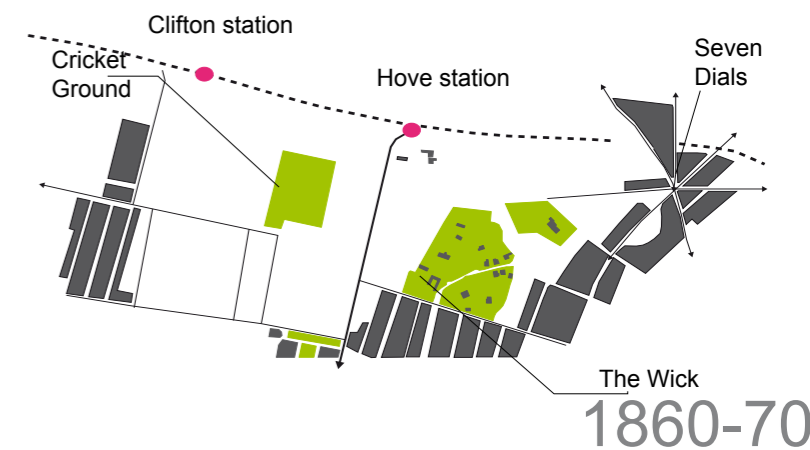 Clifton station
Cricket
Ground
Hove station
Seven
Dials
The Wick
1860-70